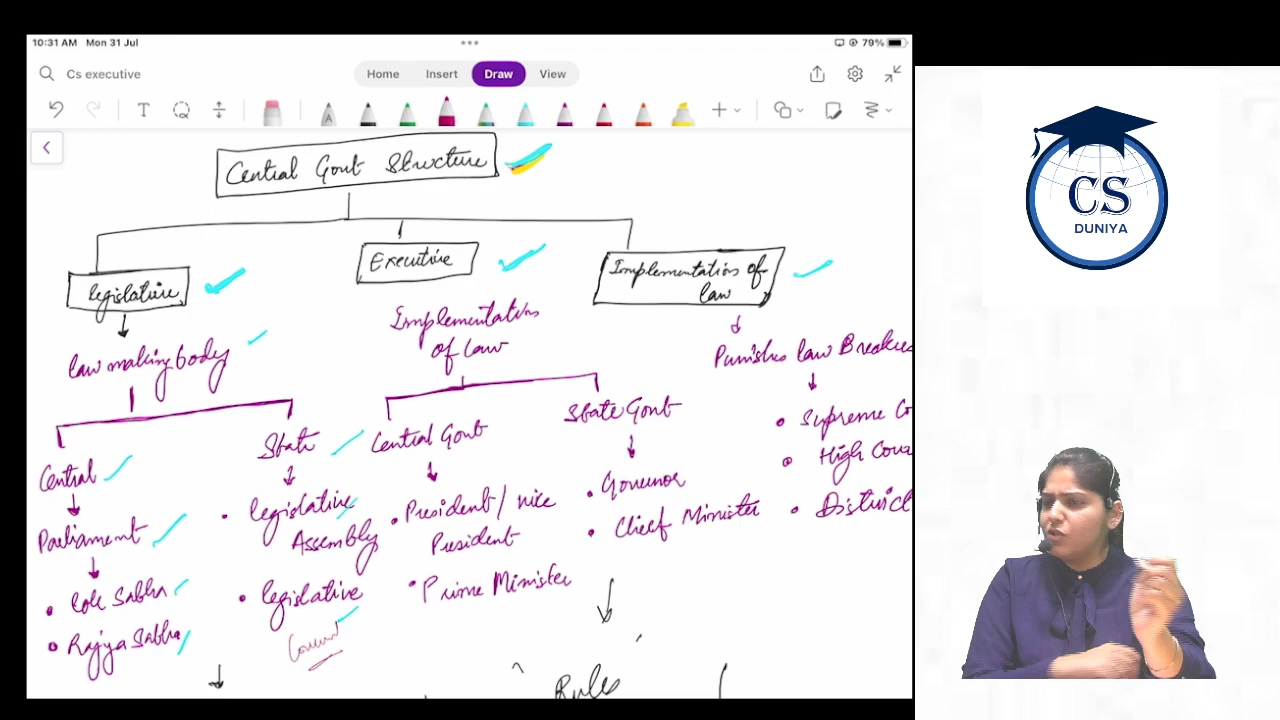 10:31 AM Mon 31 Jul
79%
Cs executive
Home
Insert
Draw
View
T
A
Central Govt Structure
legislative
Executive
Implementation of
law
law making body
Implementation
of law
Punishes law Breakers
Central
State
Central Govt
State Govt
Supreme Co
High Cour
District
Parliament
legislative
Assembly
President / vice
President
Governor
Chief Minister
Lok Sabha
Rajya Sabha
legislative
Prime Minister
Rules
CS
DUNIYA